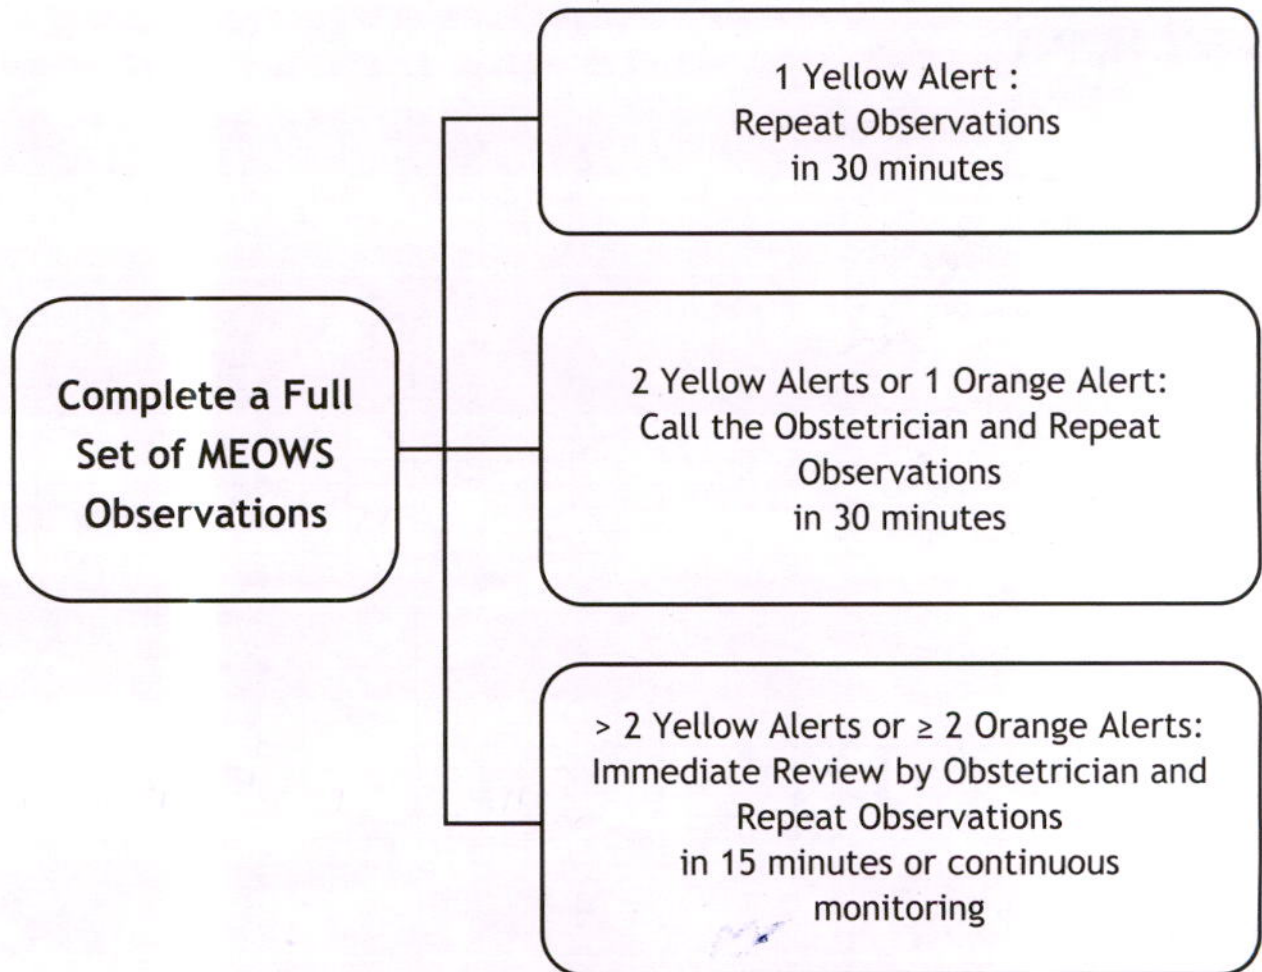 1 Yellow Alert :
Repeat Observations
in 30 minutes
Complete a Full
Set of MEOWS
Observations
2 Yellow Alerts or 1 Orange Alert:
Call the Obstetrician and Repeat
Observations
in 30 minutes
> 2 Yellow Alerts or ≥ 2 Orange Alerts:
Immediate Review by Obstetrician and
Repeat Observations
in 15 minutes or continuous
monitoring